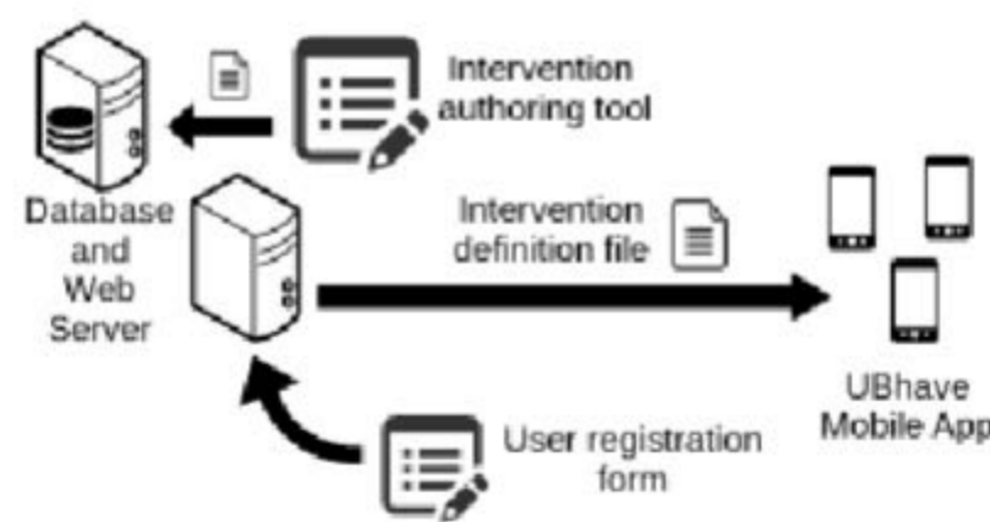 Intervention
authoring tool
Database
and
Web
Server
Intervention
definition file
UBhave
Mobile App
User registration
form